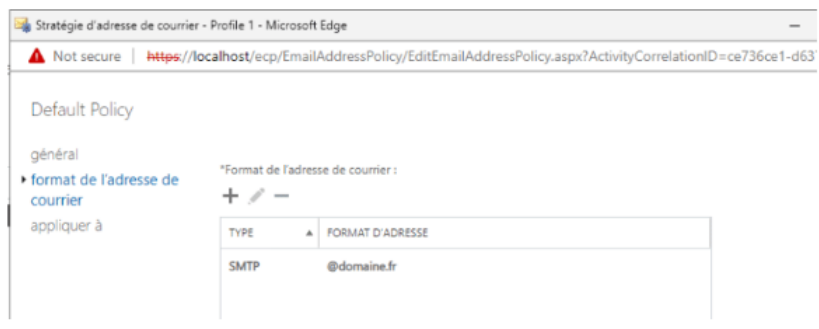 Stratégie d'adresse de courrier - Profile 1 - Microsoft Edge
Not secure | https://localhost/ecp/EmailAddressPolicy/EditEmailAddressPolicy.aspx?ActivityCorrelationID=ce736ce1-d637
Default Policy
général
format de l'adresse de
courrier
appliquer à
*Format de l'adresse de courrier :
TYPE FORMAT D'ADRESSE
SMTP @domaine.fr